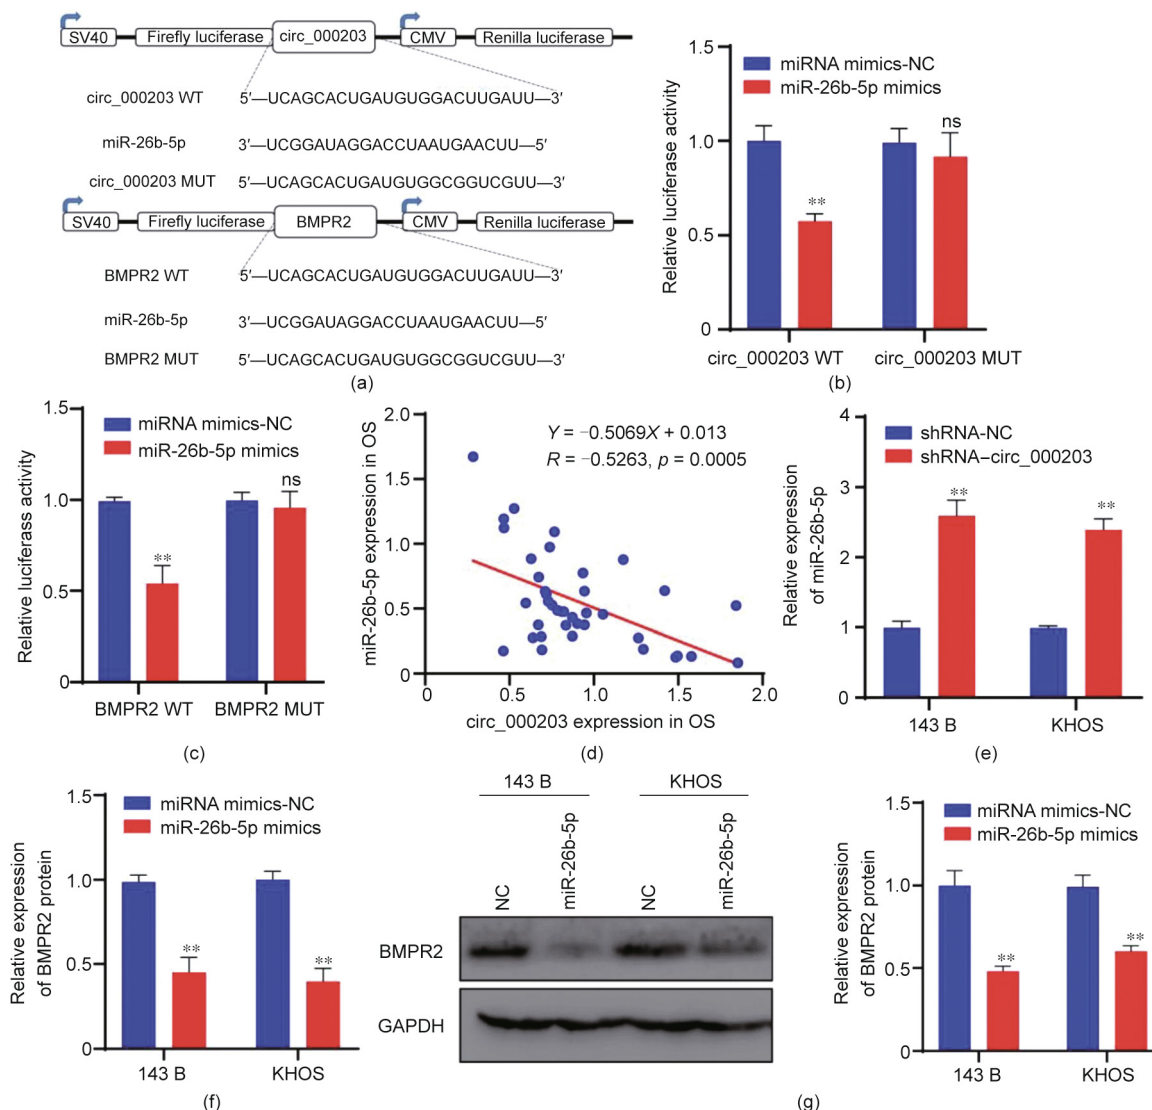 SV40 Firefly luciferase circ_000203 CMV Renilla luciferase
circ_000203 WT 5′—UCAGCACUGAUGUGGACUUGAUU—3′
miR-26b-5p 3′—UCGGAUAGGACCUAAUGAACUU—5′
circ_000203 MUT 5′—UCAGCACUGAUGUGGCGGUCGUU—3′
SV40 Firefly luciferase BMPR2 CMV Renilla luciferase
BMPR2 WT 5′—UCAGCACUGAUGUGGACUUGAUU—3′
miR-26b-5p 3′—UCGGAUAGGACCUAAUGAACUU—5′
BMPR2 MUT 5′—UCAGCACUGAUGUGGCGGUCGUU—3′
(a)
Relative luciferase activity
1.5
1.0
0.5
0
miRNA mimics-NC
miR-26b-5p mimics
**
ns
circ_000203 WT circ_000203 MUT
(b)
Relative luciferass activity
1.5
1.0
0.5
0
miRNA mimics-NC
miR-26b-5p mimics
**
ns
BMPR2 WT BMPR2 MUT
(c)
miR-26b-5p expression in OS
2.0
1.5
1.0
0.5
0
Y = −0.5069X + 0.013
R = −0.5263, p = 0.0005
0 0.5 1.0 1.5 2.0
circ_000203 expression in OS
(d)
Relative expression
of miR-26b-5p
4
3
2
1
0
shRNA-NC
shRNA–circ_000203
**
**
143 B KHOS
(e)
Relative expression
of BMPR2 protein
1.5
1.0
0.5
0
miRNA mimics-NC
miR-26b-5p mimics
**
**
143 B KHOS
(f)
143 B KHOS
NC
miR-26b-5p
NC
miR-26b-5p
BMPR2
GAPDH
Relative expression
of BMPR2 protein
1.5
1.0
0.5
0
miRNA mimics-NC
miR-26b-5p mimics
**
**
143 B KHOS
(g)